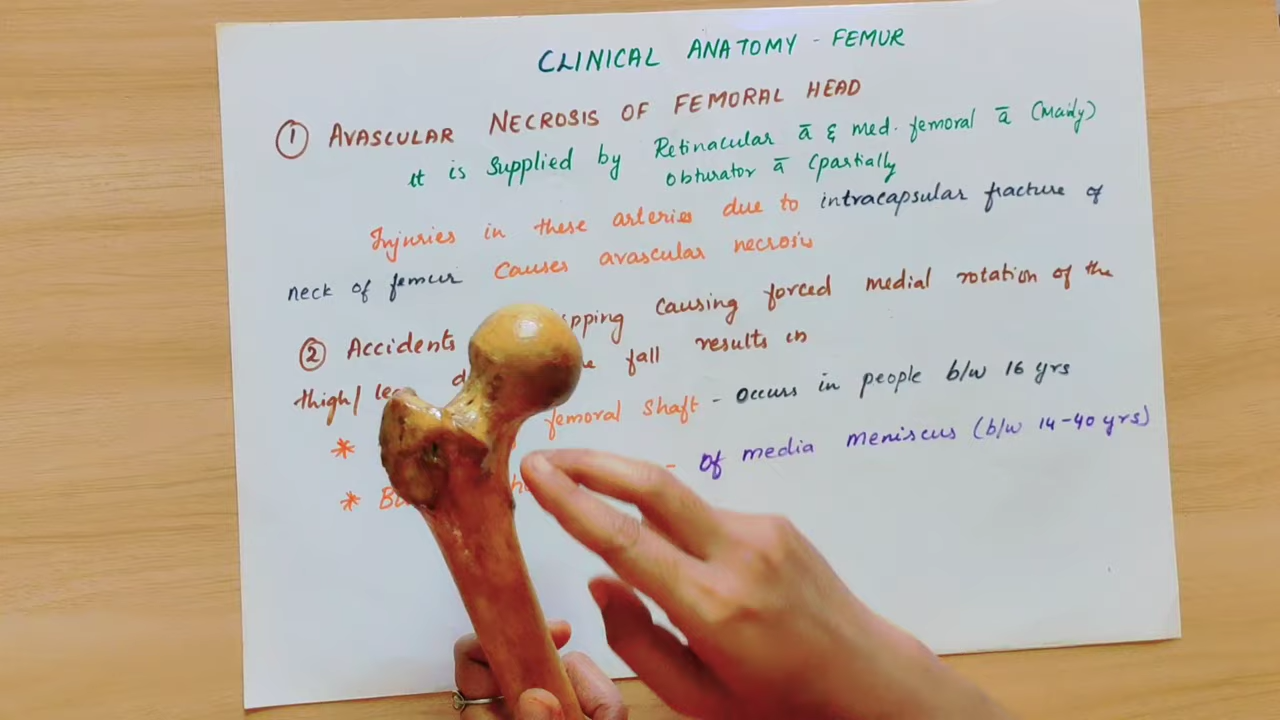 CLINICAL ANATOMY - FEMUR
① AVASCULAR NECROSIS OF FEMORAL HEAD
It is supplied by Retinacular ā & med. femoral ā (mainly)
Obturator ā (partially
Injuries in these arteries due to intracapsular fracture of
neck of femur causes avascular necrosis
② Accidents causing forced medial rotation of the
thigh/ fall results in
* femoral shaft - occurs in people b/w 16 yrs
* - Of media meniscus (b/w 14-40 yrs)